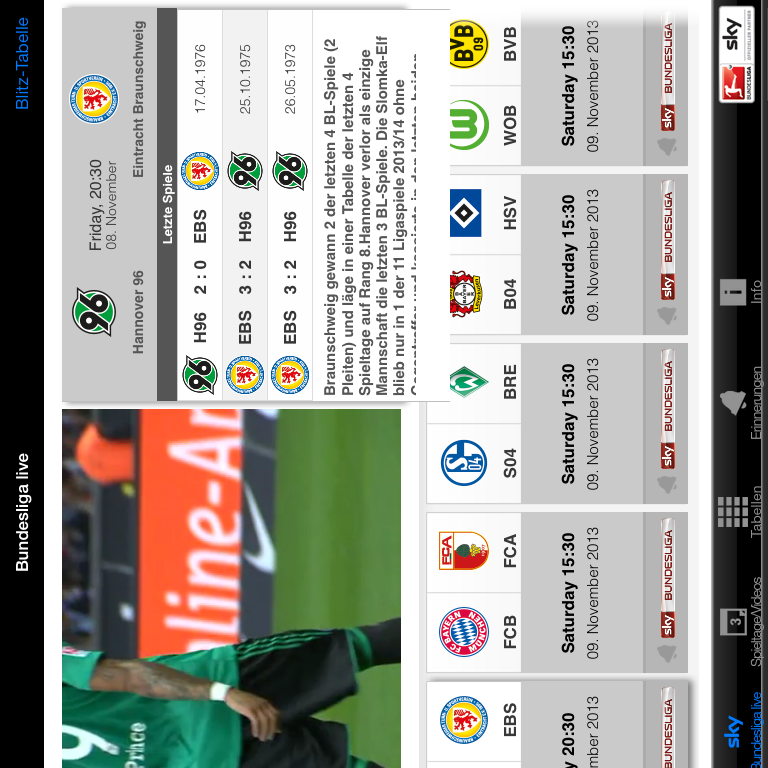 Bundesliga live
Blitz-Tabelle
line-Ar
9
Prince
Friday, 20:30
08. November
Hannover 96
Eintracht Braunschweig
Letzte Spiele
H96 2 : 0 EBS 17.04.1976
EBS 3 : 2 H96 25.10.1975
EBS 3 : 2 H96 26.05.1973
Braunschweig gewann 2 der letzten 4 BL-Spiele (2
Pleiten) und läge in einer Tabelle der letzten 4
Spieltage auf Rang 8.Hannover verlor als einzige
Mannschaft die letzten 3 BL-Spiele. Die Slomka-Elf
blieb nur in 1 der 11 Ligaspiele 2013/14 ohne
EBS
y 20:30
mber 2013
BUNDESLIGA
FCB FCA
Saturday 15:30
09. November 2013
sky BUNDESLIGA
S04 BRE
Saturday 15:30
09. November 2013
sky BUNDESLIGA
B04 HSV
Saturday 15:30
09. November 2013
sky BUNDESLIGA
WOB BVB
Saturday 15:30
09. November 2013
sky BUNDESLIGA
sky
Bundesliga live
3.
Spieltage/Videos
Tabellen
Erinnerungen
i
Info
BUNDESLIGA
sky
OFFIZIELLER PARTNER